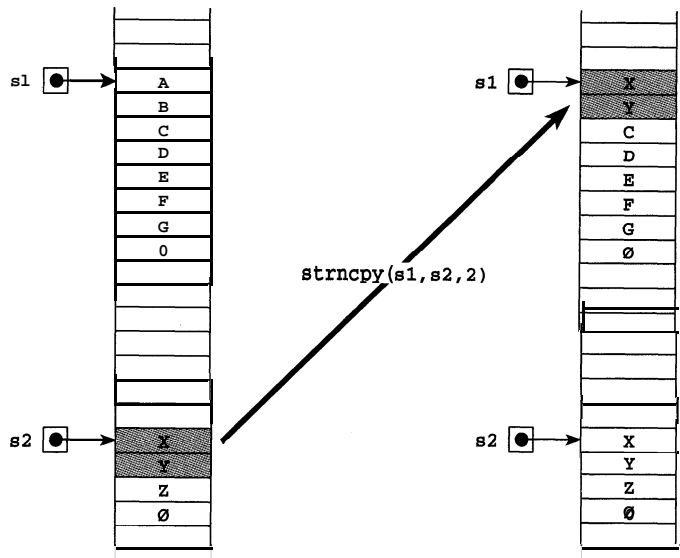 s1
A
B
C
D
E
F
G
0
s2
X
Y
Z
Ø
strncpy(s1,s2,2)
s1
X
Y
C
D
E
F
G
Ø
s2
X
Y
Z
Ø